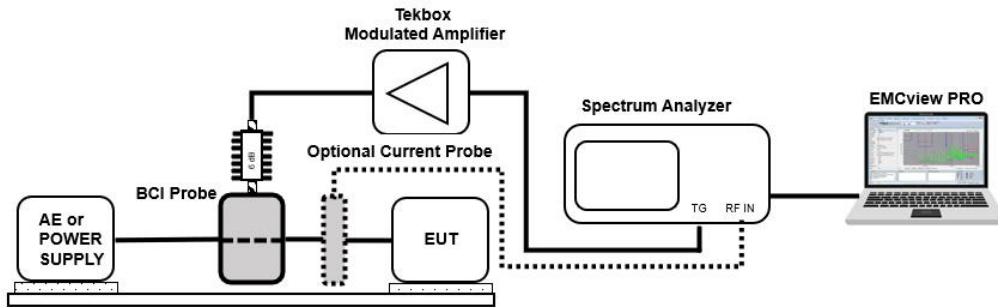 Tekbox
Modulated Amplifier
Spectrum Analyzer
EMCview PRO
6 dB
Optional Current Probe
BCI Probe
TG
RF IN
AE or
POWER
SUPPLY
EUT